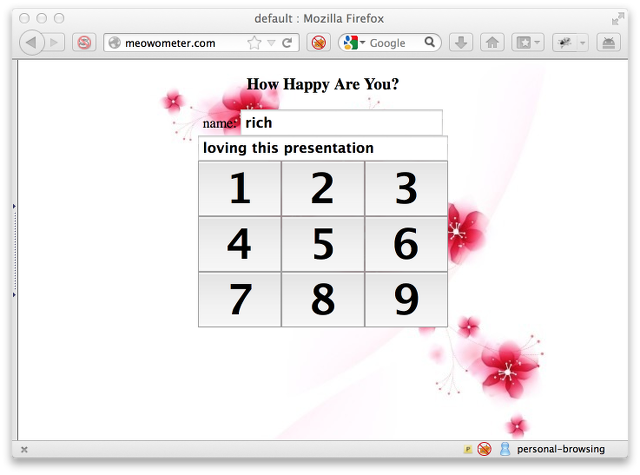 default : Mozilla Firefox
meowometer.com
Google
How Happy Are You?
name: rich
loving this presentation
1 2 3
4 5 6
7 8 9
personal-browsing